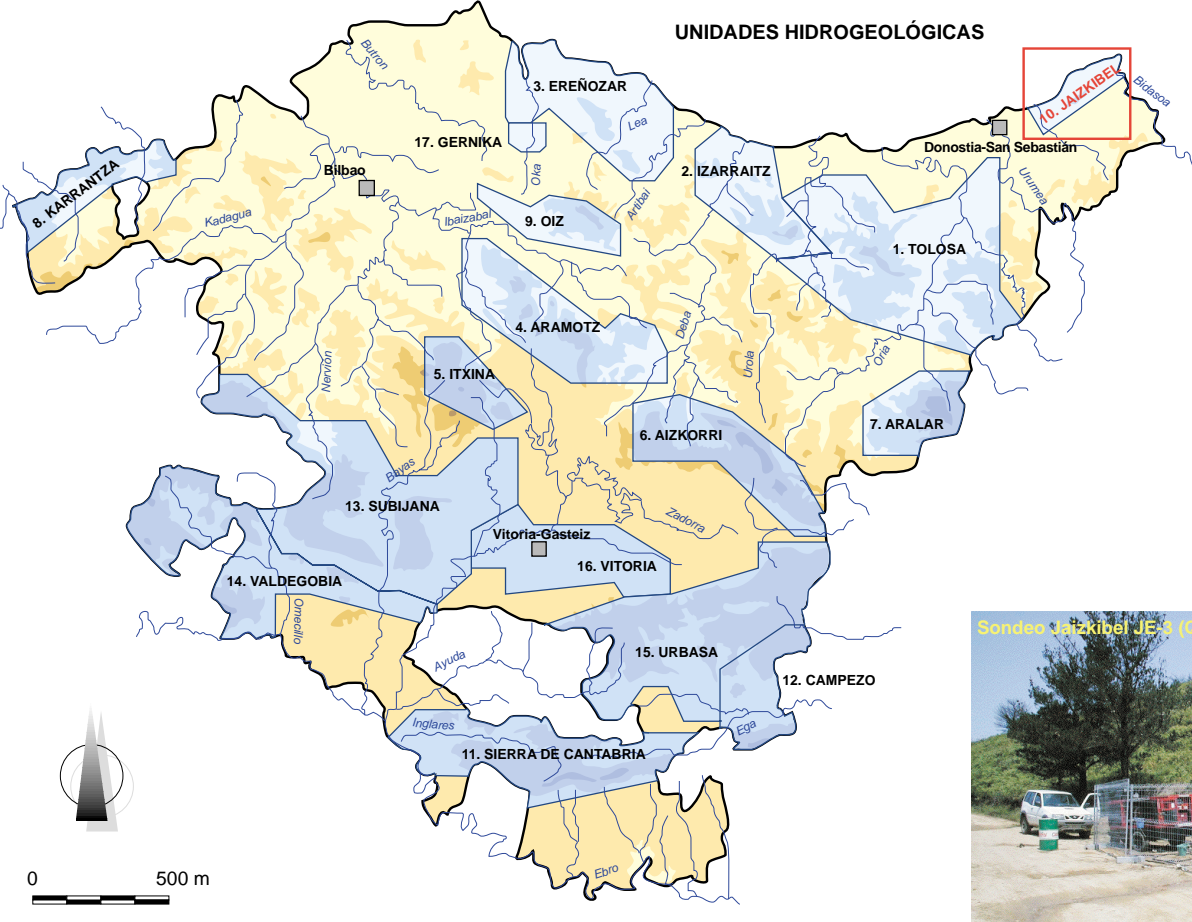 UNIDADES HIDROGEOLÓGICAS
Butron
3. EREÑOZAR
10. JAIZKIBEL
Bidasoa
Lea
17. GERNIKA
Donostia-San Sebastián
8. KARRANTZA
Bilbao
Oka
2. IZARRAITZ
Urumea
Artibai
Kadagua
Ibaizabal
9. OIZ
1. TOLOSA
4. ARAMOTZ
Deba
Oria
Urola
Nervion
5. ITXINA
7. ARALAR
6. AIZKORRI
Bayas
13. SUBIJANA
Zadorra
Vitoria-Gasteiz
16. VITORIA
14. VALDEGOBIA
Omecillo
Sondeo Jaizkibel JE-3 (
15. URBASA
Ayuda
12. CAMPEZO
Inglares
Ega
11. SIERRA DE CANTABRIA
Ebro
0 500 m